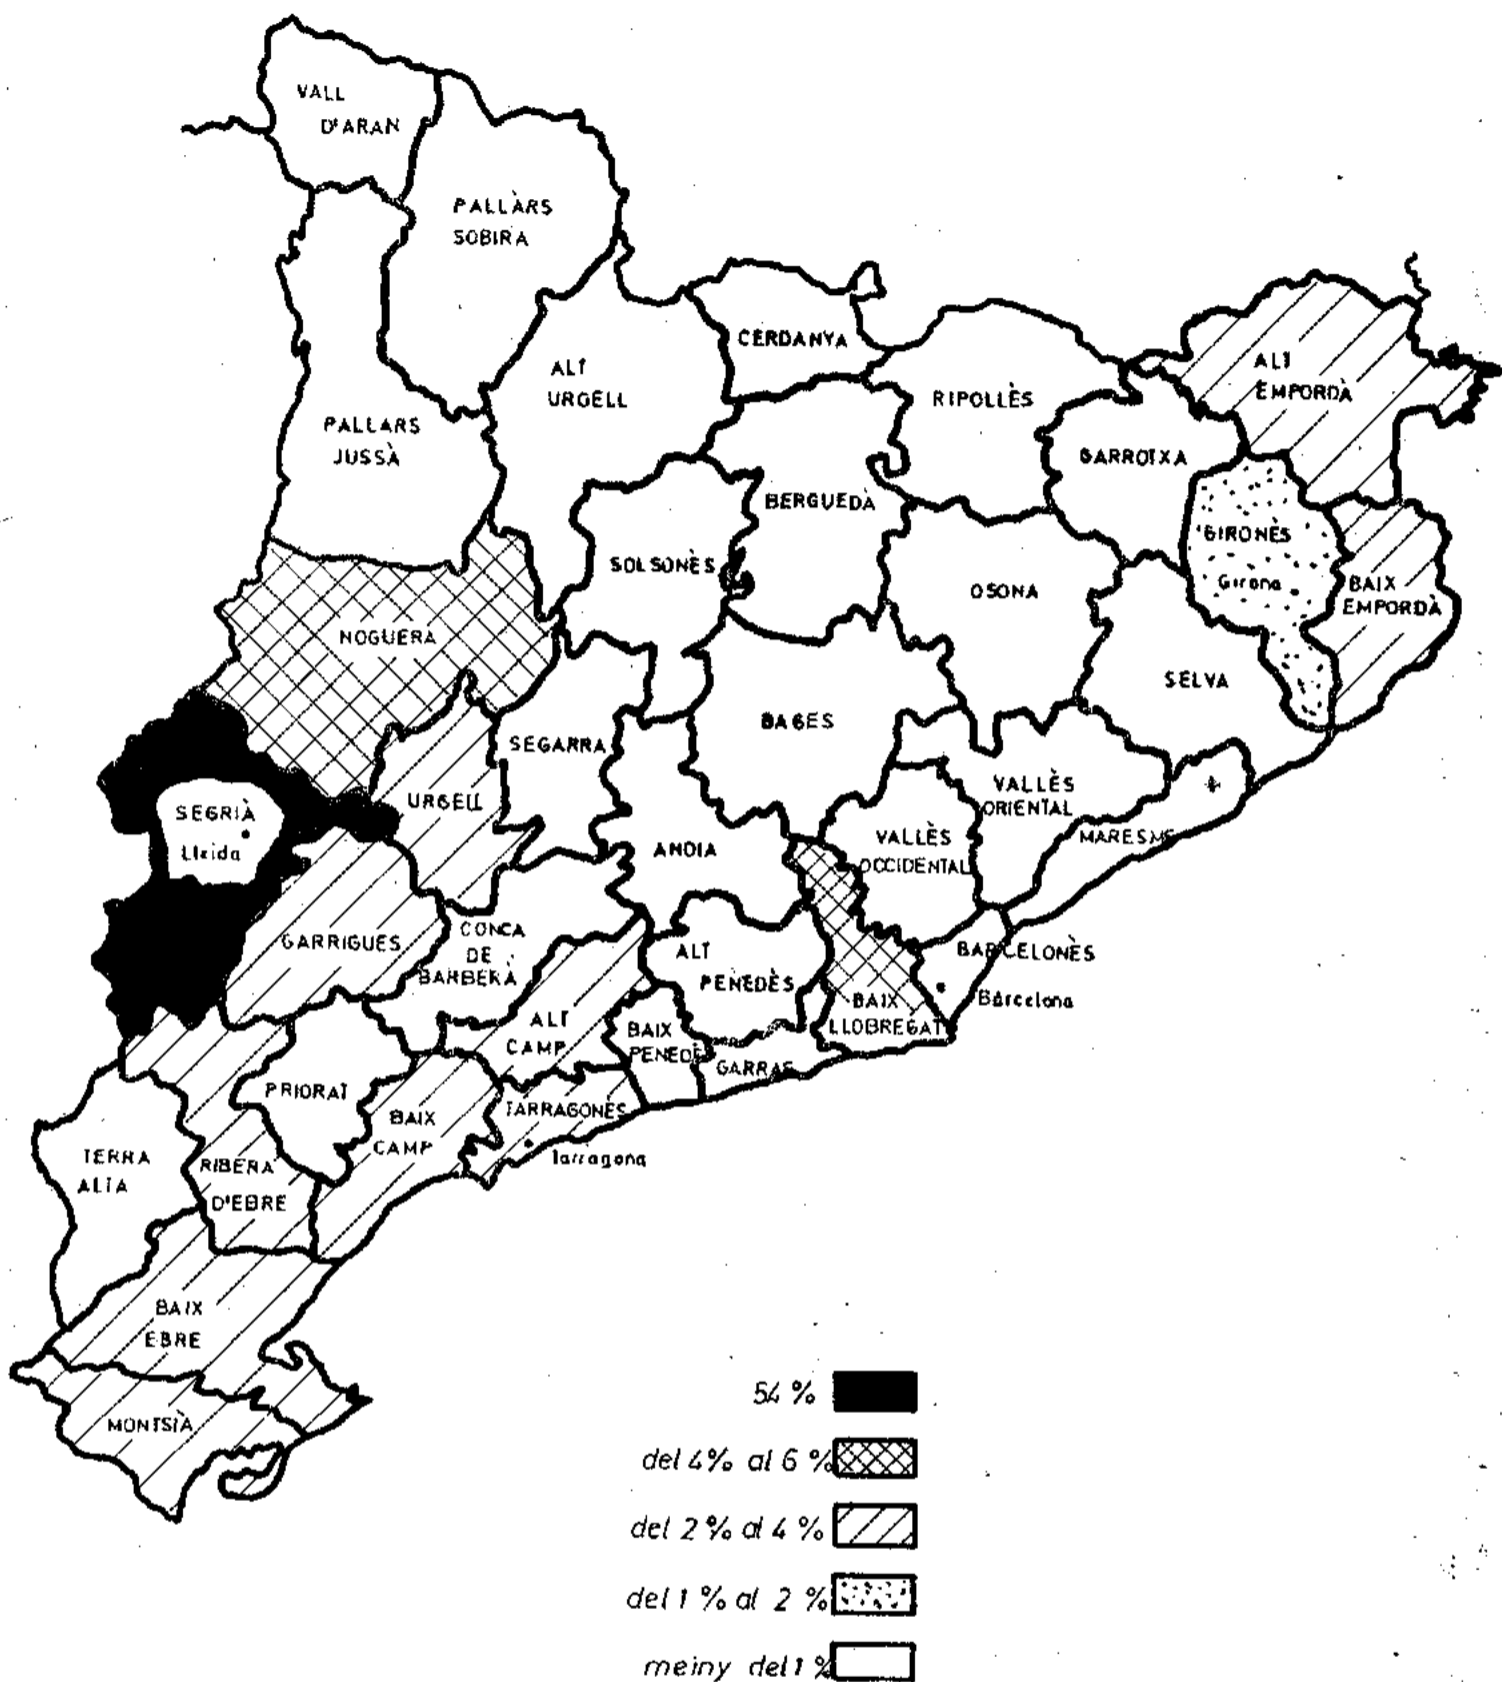 VALL
D'ARAN
PALLÀRS
SOBIRA
CERDANYA
ALT
URGELL
RIPOLLÈS
ALT
EMPORDÀ
PALLARS
JUSSÀ
GARROTXA
BERGUEDÀ
GIRONÈS
SOLSONÈS
OSONA
Girona
BAIX
EMPORDÀ
NOGUERA
SELVA
BAGES
SEGARRA
VALLÈS
ORIENTAL
URGELL
SEGRIÀ
Lleida
VALLÈS
OCCIDENTAL
MARESME
ANOIA
GARRIGUES
CONCA
DE
BARBERÀ
ALT
PENEDÈS
BARCELONÈS
Barcelona
BAIX
LLOBREGAT
ALT
CAMP
BAIX
PENEDÈ
GARRAF
PRIORAT
BAIX
CAMP
TARRAGONÈS
Tarragona
TERRA
ALTA
RIBERA
D'EBRE
BAIX
EBRE
MONTSIÀ
54 %
del 4% al 6 %
del 2 % al 4 %
del 1 % al 2 %
meiny del 1 %